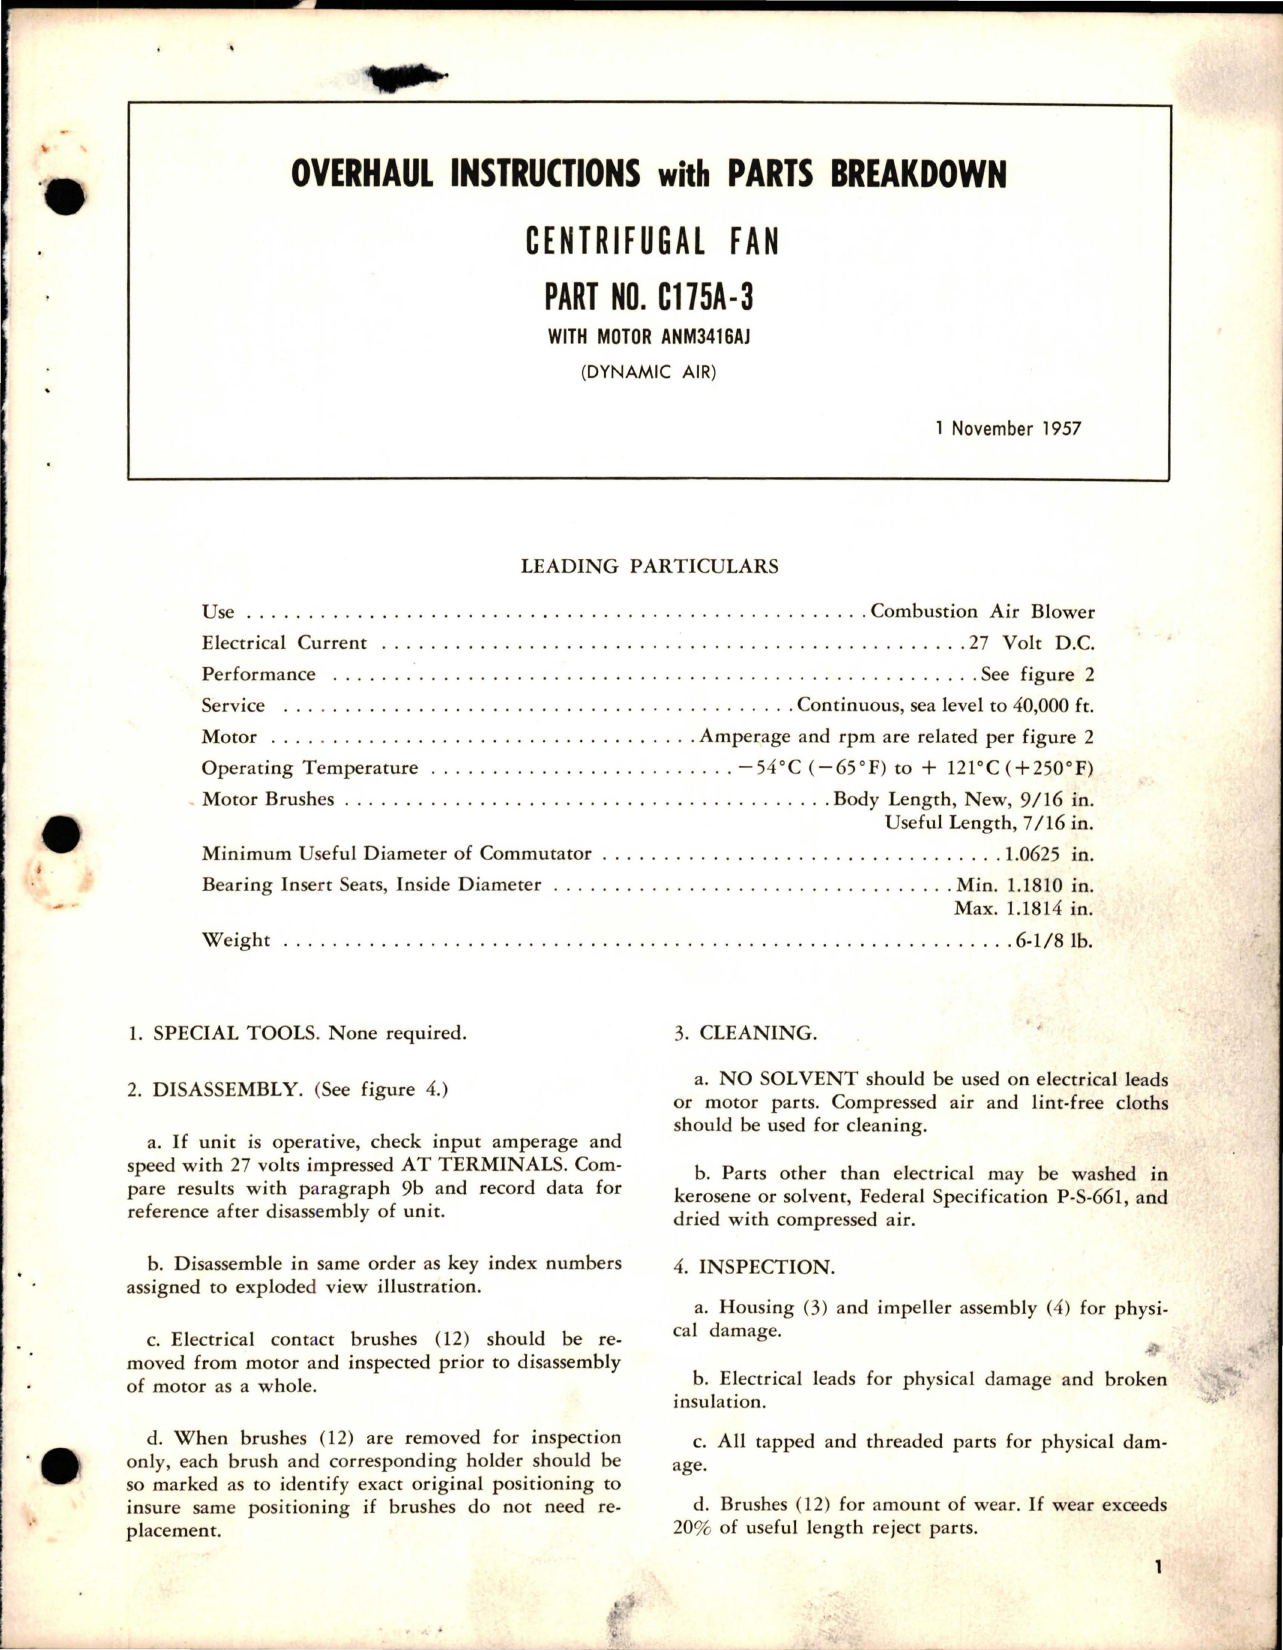 OVERHAUL INSTRUCTIONS with PARTS BREAKDOWN
CENTRIFUGAL FAN
PART NO. C175A-3
WITH MOTOR ANM3416AJ
(DYNAMIC AIR)
1 November 1957
LEADING PARTICULARS
Use . . . . . . . . . . . . . . . . . . . . Combustion Air Blower
Electrical Current . . . . . . . . . . . . . . . . . . . . 27 Volt D.C.
Performance . . . . . . . . . . . . . . . . . . . . See figure 2
Service . . . . . . . . . . . . . . . . . . . . Continuous, sea level to 40,000 ft.
Motor . . . . . . . . . . . . . . . . . . . . Amperage and rpm are related per figure 2
Operating Temperature . . . . . . . . . . . . . . . . . . . . −54°C (−65°F) to + 121°C (+250°F)
Motor Brushes . . . . . . . . . . . . . . . . . . . . Body Length, New, 9/16 in.
Useful Length, 7/16 in.
Minimum Useful Diameter of Commutator . . . . . . . . . . . . . . . . . . . . 1.0625 in.
Bearing Insert Seats, Inside Diameter . . . . . . . . . . . . . . . . . . . . Min. 1.1810 in.
Max. 1.1814 in.
Weight . . . . . . . . . . . . . . . . . . . . 6-1/8 lb.
1. SPECIAL TOOLS. None required.
2. DISASSEMBLY. (See figure 4.)
a. If unit is operative, check input amperage and
speed with 27 volts impressed AT TERMINALS. Com-
pare results with paragraph 9b and record data for
reference after disassembly of unit.
b. Disassemble in same order as key index numbers
assigned to exploded view illustration.
c. Electrical contact brushes (12) should be re-
moved from motor and inspected prior to disassembly
of motor as a whole.
d. When brushes (12) are removed for inspection
only, each brush and corresponding holder should be
so marked as to identify exact original positioning to
insure same positioning if brushes do not need re-
placement.
3. CLEANING.
a. NO SOLVENT should be used on electrical leads
or motor parts. Compressed air and lint-free cloths
should be used for cleaning.
b. Parts other than electrical may be washed in
kerosene or solvent, Federal Specification P-S-661, and
dried with compressed air.
4. INSPECTION.
a. Housing (3) and impeller assembly (4) for physi-
cal damage.
b. Electrical leads for physical damage and broken
insulation.
c. All tapped and threaded parts for physical dam-
age.
d. Brushes (12) for amount of wear. If wear exceeds
20% of useful length reject parts.
1